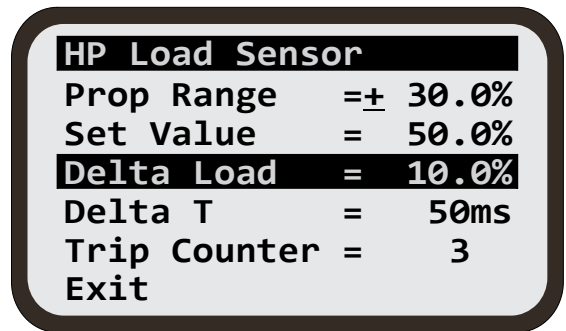 HP Load Sensor
Prop Range =± 30.0%
Set Value = 50.0%
Delta Load = 10.0%
Delta T = 50ms
Trip Counter = 3
Exit